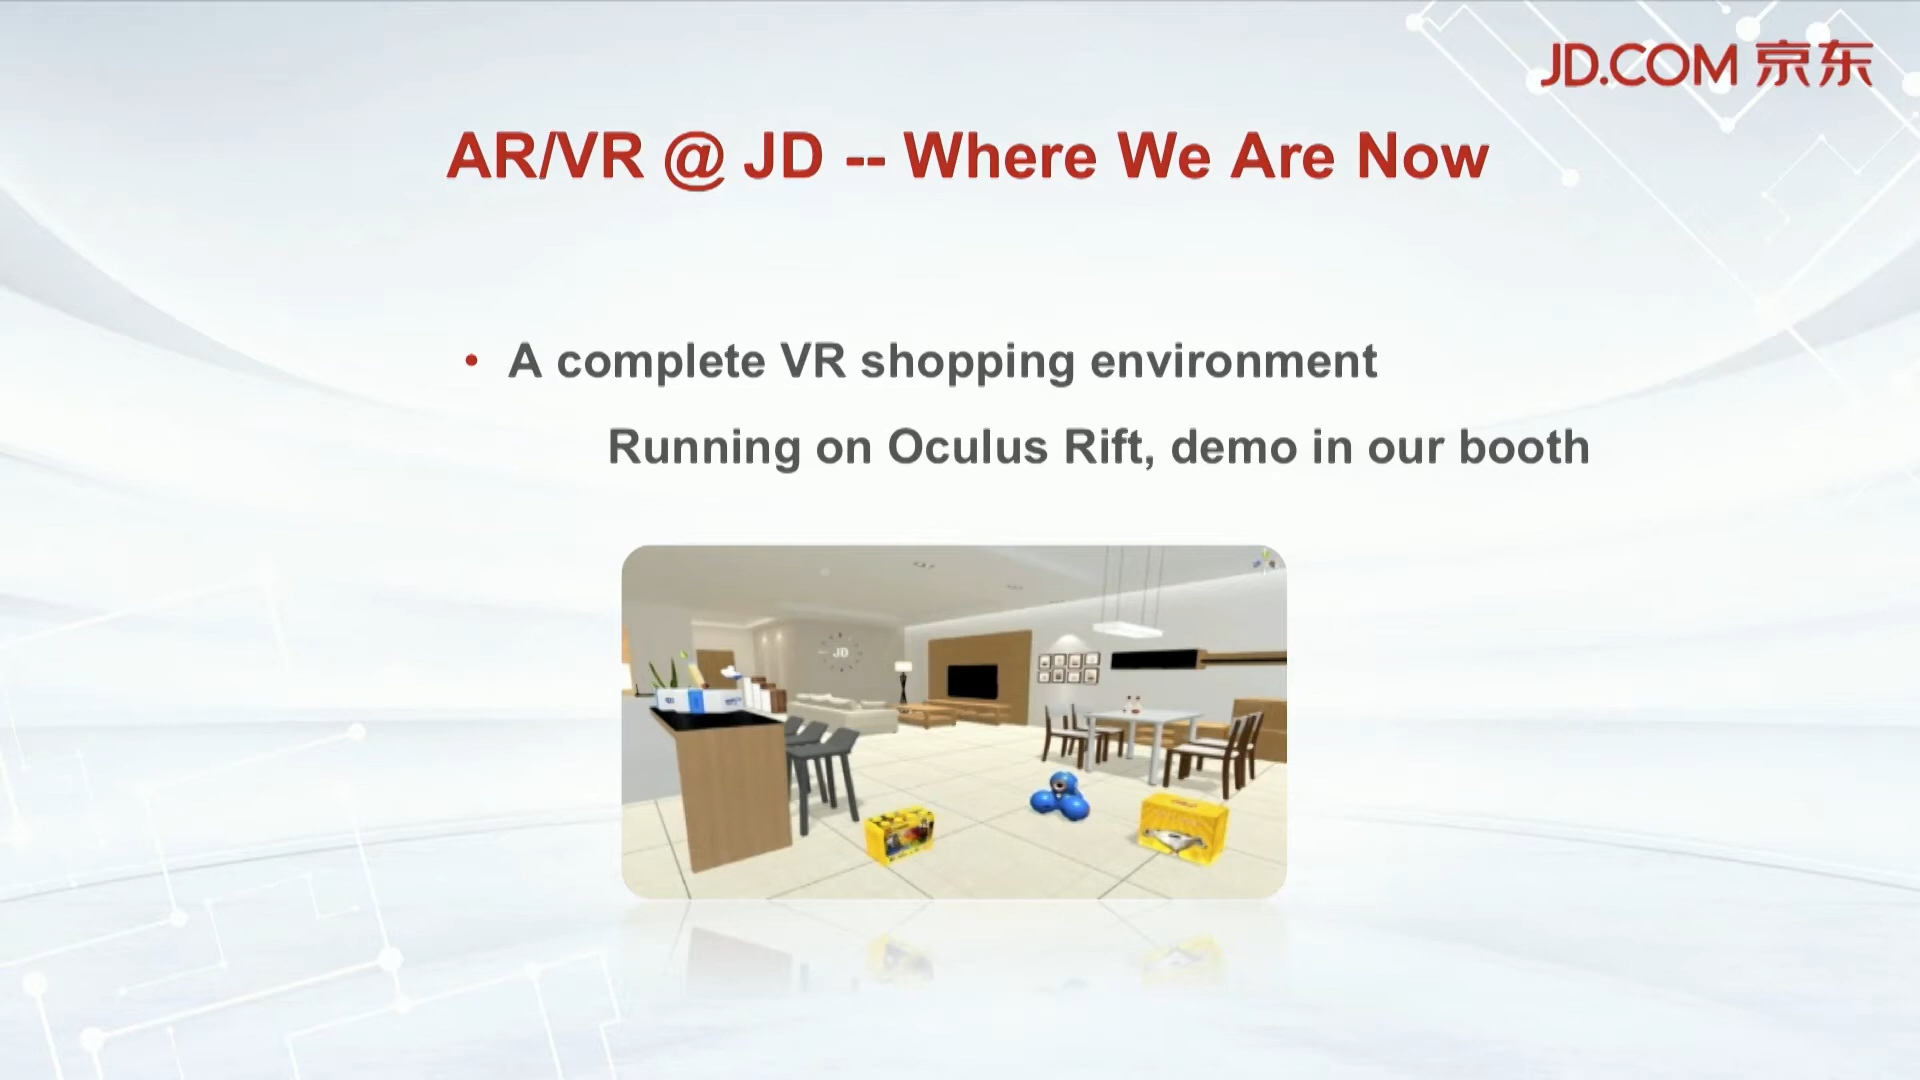 JD.COM 京东
AR/VR @ JD -- Where We Are Now
• A complete VR shopping environment
Running on Oculus Rift, demo in our booth
JD